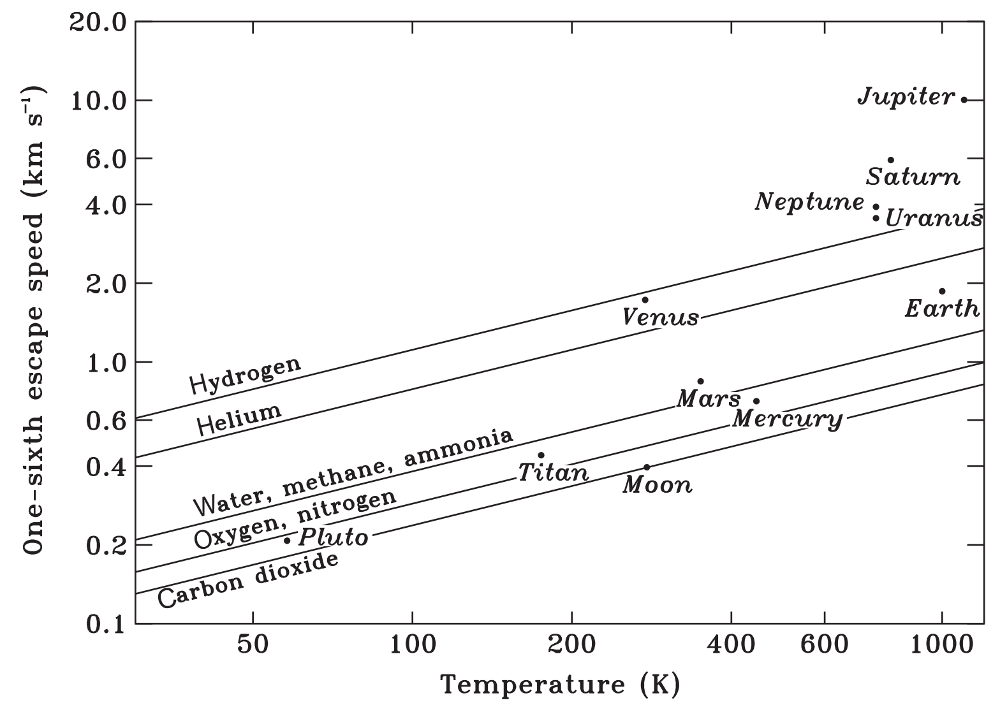 20.0
10.0
6.0
4.0
2.0
1.0
0.6
0.4
0.2
0.1
One-sixth escape speed (km s⁻¹)
Jupiter
Saturn
Neptune
Uranus
Venus
Earth
Hydrogen
Helium
Mars
Mercury
Water, methane, ammonia
Titan
Moon
Oxygen, nitrogen
Pluto
Carbon dioxide
50 100 200 400 600 1000
Temperature (K)